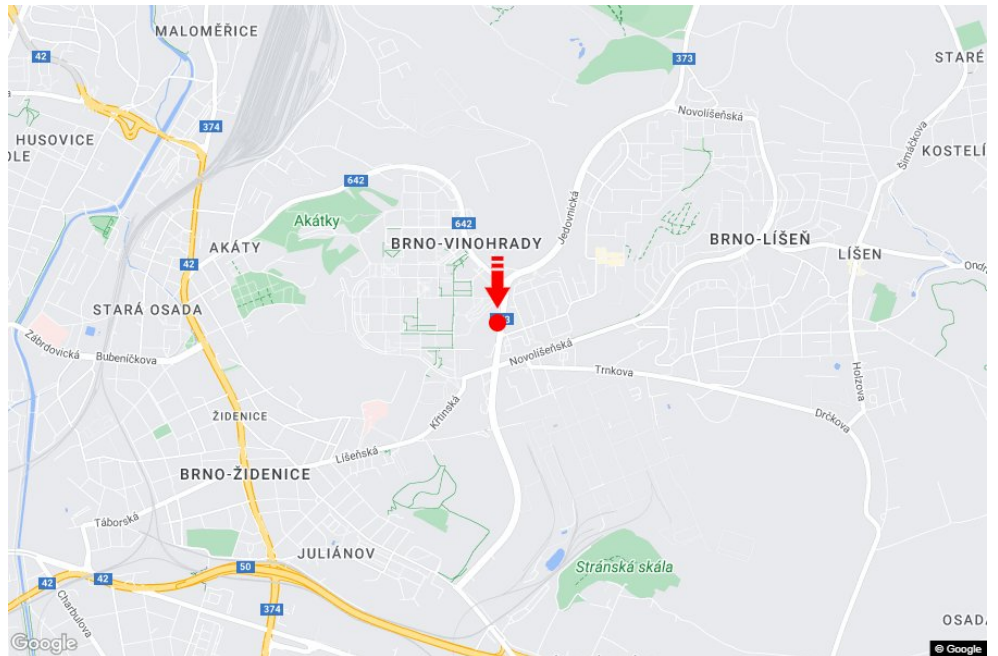 MALOMĚŘICE
42
373
STARÉ
374
Novolíšeňská
HUSOVICE
OLE
Šimáčkova
KOSTELÍ
642
Akátky
642
Jedovnická
BRNO-VINOHRADY
BRNO-LÍŠEŇ
AKÁTY
LÍŠEN
42
Ondr
STARÁ OSADA
Zábrdovická
Bubeníčkova
Novolíšeňská
Trnkova
Holzova
Křtinská
ŽIDENICE
Drčkova
Líšeňská
BRNO-ŽIDENICE
Táborská
JULIÁNOV
50
Stránská skála
42
42
Charbulova
374
OSADA
Google
© Google